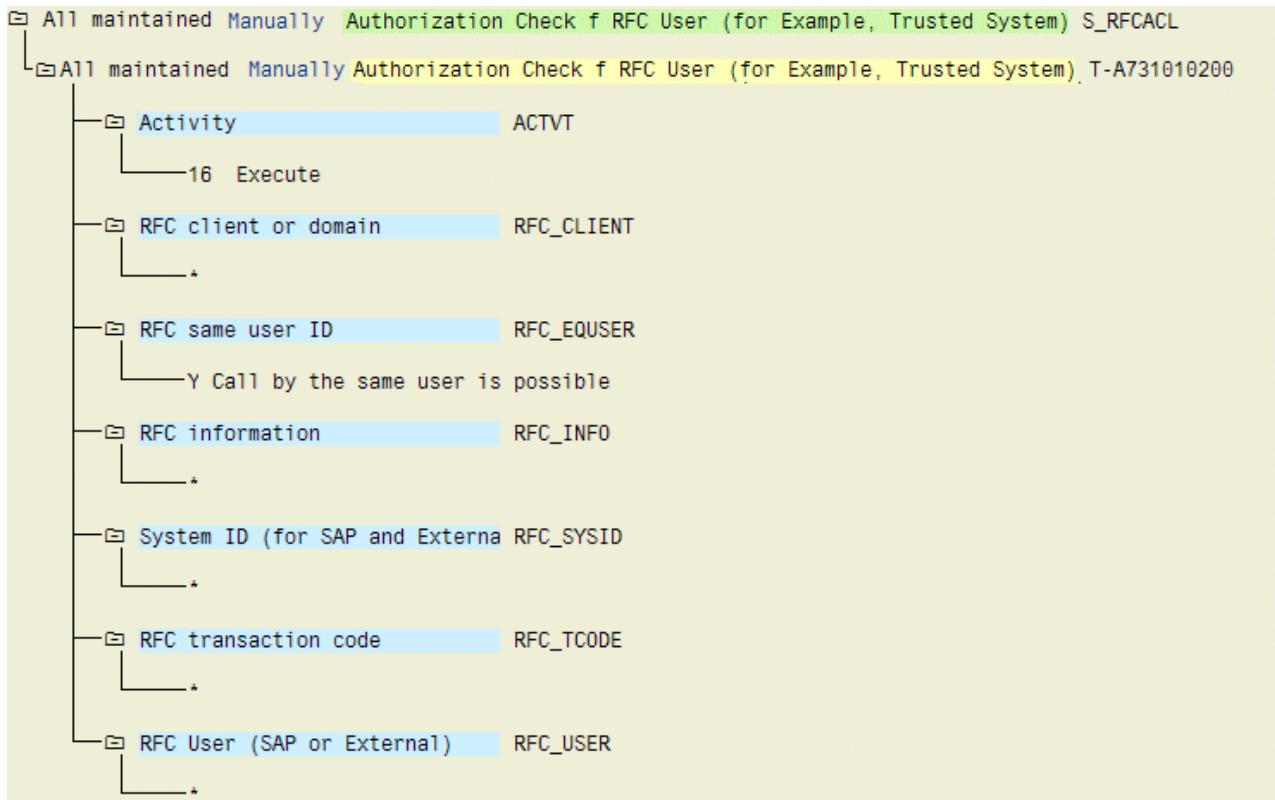 All maintained Manually Authorization Check f RFC User (for Example, Trusted System) S_RFCACL
All maintained Manually Authorization Check f RFC User (for Example, Trusted System) T-A731010200
Activity ACTVT
16 Execute
RFC client or domain RFC_CLIENT
*
RFC same user ID RFC_EQUSER
Y Call by the same user is possible
RFC information RFC_INFO
*
System ID (for SAP and Externa RFC_SYSID
*
RFC transaction code RFC_TCODE
*
RFC User (SAP or External) RFC_USER
*